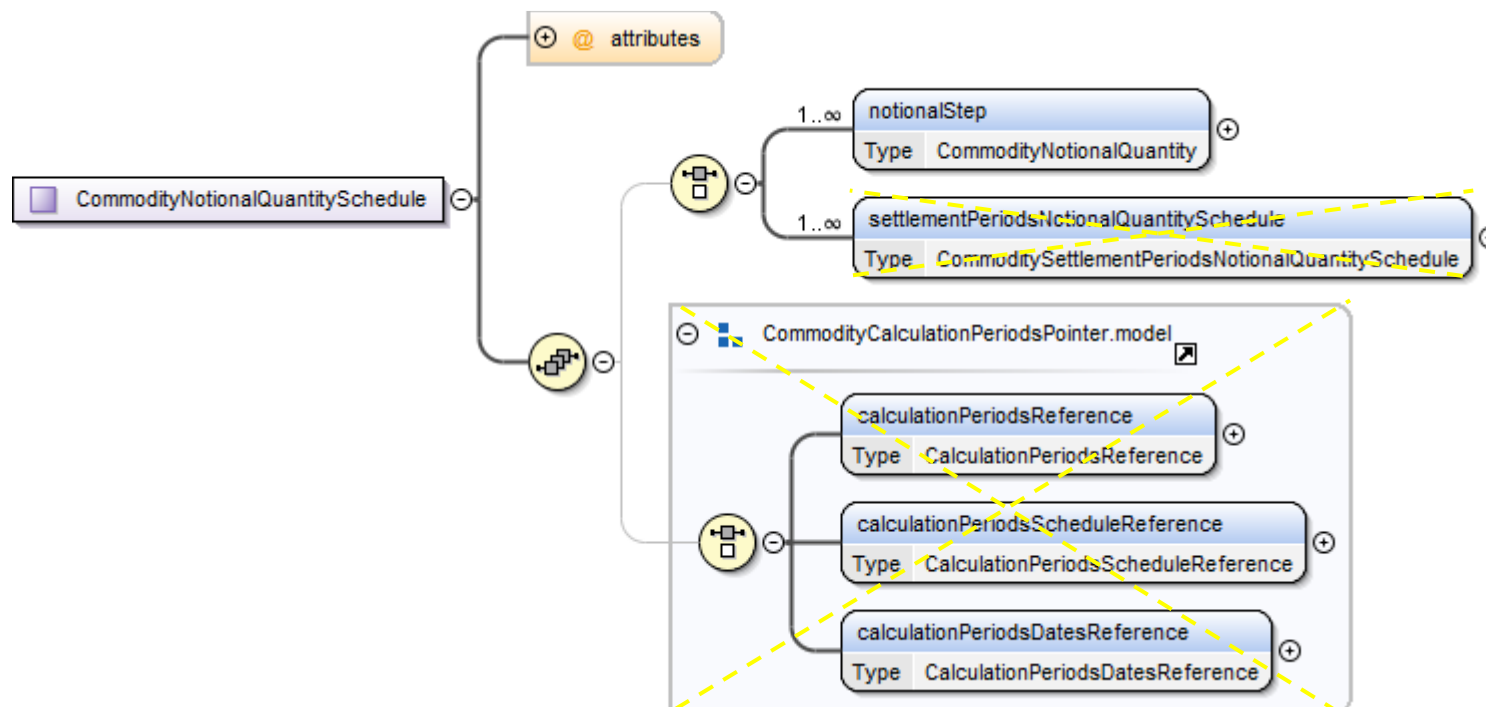 @ attributes
1..∞
notionalStep
Type CommodityNotionalQuantity
CommodityNotionalQuantitySchedule
1..∞
settlementPeriodsNotionalQuantitySchedule
Type CommoditySettlementPeriodsNotionalQuantitySchedule
CommodityCalculationPeriodsPointer.model
calculationPeriodsReference
Type CalculationPeriodsReference
calculationPeriodsScheduleReference
Type CalculationPeriodsScheduleReference
calculationPeriodsDatesReference
Type CalculationPeriodsDatesReference